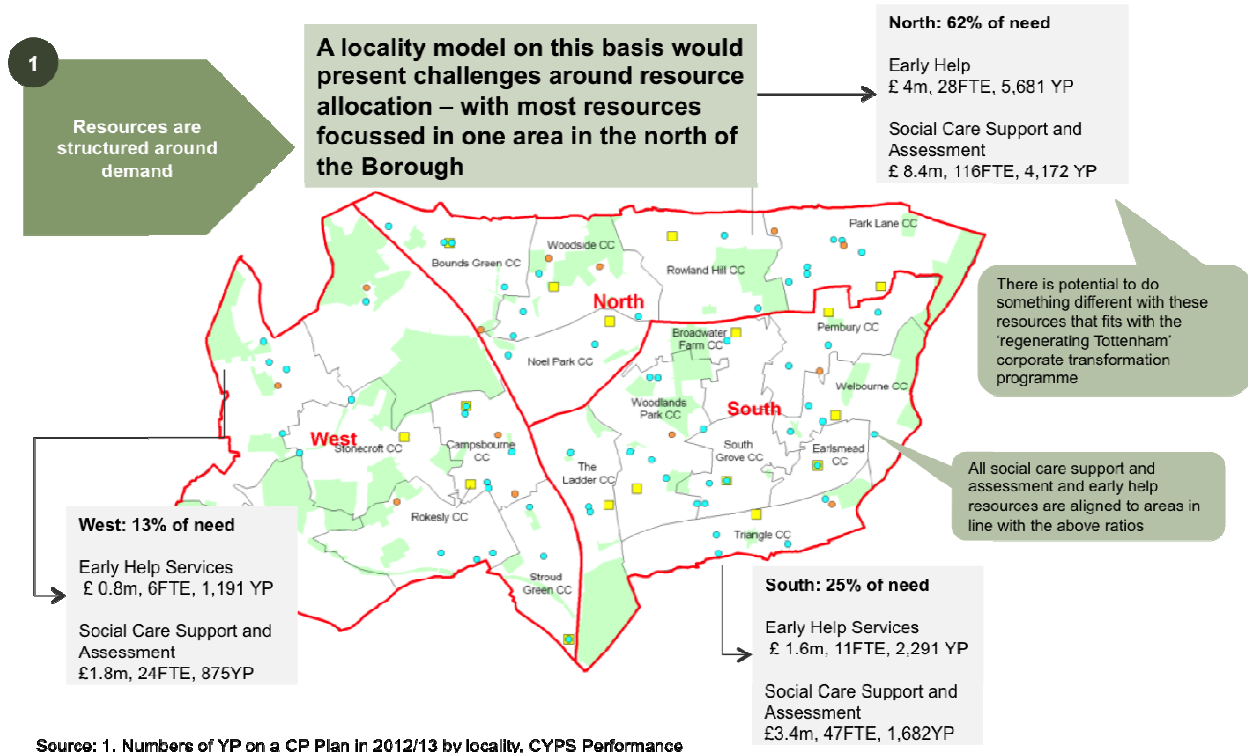 1
Resources are
structured around
demand
A locality model on this basis would
present challenges around resource
allocation – with most resources
focussed in one area in the north of
the Borough
North: 62% of need
Early Help
£ 4m, 28FTE, 5,681 YP
Social Care Support and
Assessment
£ 8.4m, 116FTE, 4,172 YP
There is potential to do
something different with these
resources that fits with the
'regenerating Tottenham'
corporate transformation
programme
All social care support and
assessment and early help
resources are aligned to areas in
line with the above ratios
Park Lane CC
Woodside CC
Bounds Green CC
Rowland Hill CC
North
Broadwater
Farm CC
Pembury CC
Noel Park CC
Welbourne CC
Woodlands
Park CC
South
West
Stonecroft CC
Campsbourne
CC
South
Grove CC
Earlsmead
CC
The
Ladder CC
Rokesly CC
Triangle CC
Stroud
Green CC
West: 13% of need
Early Help Services
£ 0.8m, 6FTE, 1,191 YP
Social Care Support and
Assessment
£1.8m, 24FTE, 875YP
South: 25% of need
Early Help Services
£ 1.6m, 11FTE, 2,291 YP
Social Care Support and
Assessment
£3.4m, 47FTE, 1,682YP
Source: 1. Numbers of YP on a CP Plan in 2012/13 by locality, CYPS Performance